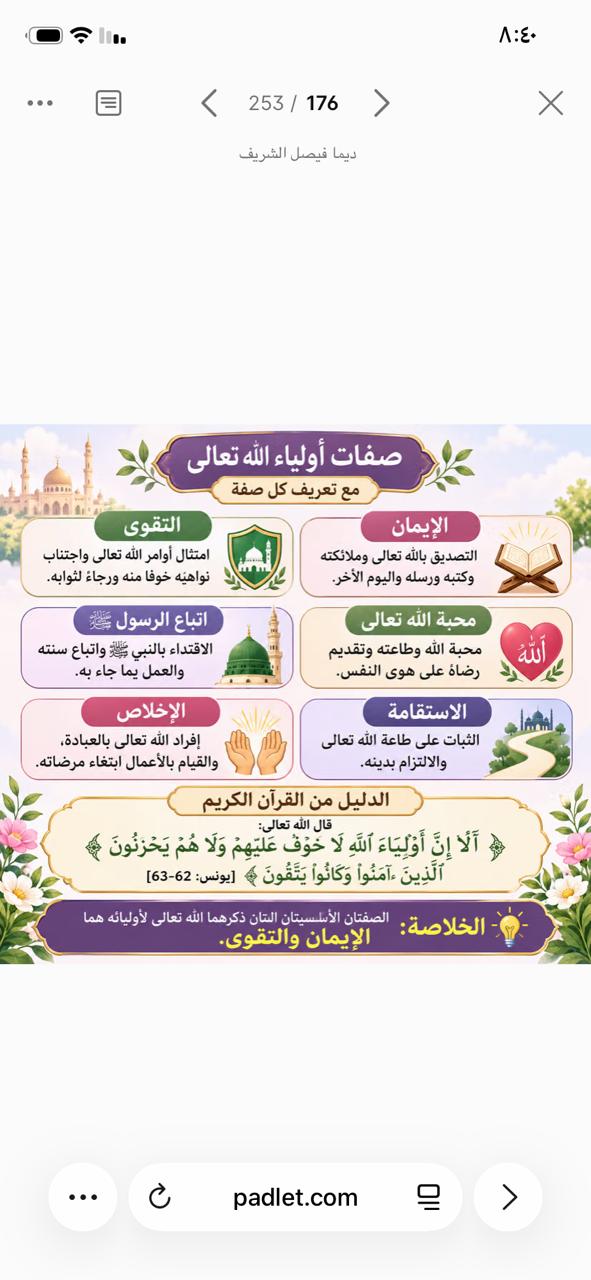 ٨:٤٠
253 / 176
ديما فيصل الشريف
صفات أولياء الله تعالى
مع تعريف كل صفة
الإيمان
التصديق بالله تعالى وملائكته
وكتبه ورسله واليوم الأخر.
التقوى
امتثال أوامر الله تعالى واجتناب
نواهيه خوفا منه ورجاءً لثوابه.
محبة الله تعالى
محبة الله وطاعته وتقديم
رضاهُ على هوى النفس.
الله
اتباع الرسول ﷺ
الاقتداء بالنبي ﷺ واتباع سنته
والعمل يما جاء به.
الاستقامة
الثبات على طاعة الله تعالى
والالتزام بدينه.
الإخلاص
إفراد الله تعالى بالعبادة،
والقيام بالأعمال ابتغاء مرضاته.
الدليل من القرآن الكريم
قال الله تعالى:
﴿ أَلَآ إِنَّ أَوْلِيَاءَ ٱللَّهِ لَا خَوْفٌ عَلَيْهِمْ وَلَا هُمْ يَحْزَنُونَ ﴾
ٱلَّذِينَ ءَامَنُواْ وَكَانُواْ يَتَّقُونَ ﴾ [يونس: 62-63]
الخلاصة: الصفتان الأسسيتان اللتان ذكرهما الله تعالى لأوليائه هما
الإيمان والتقوى.
padlet.com